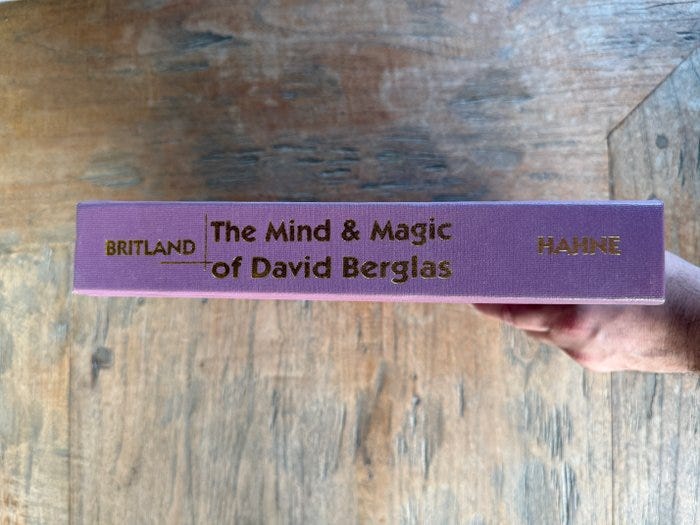 BRITLAND
The Mind & Magic
of David Berglas
HAHNE